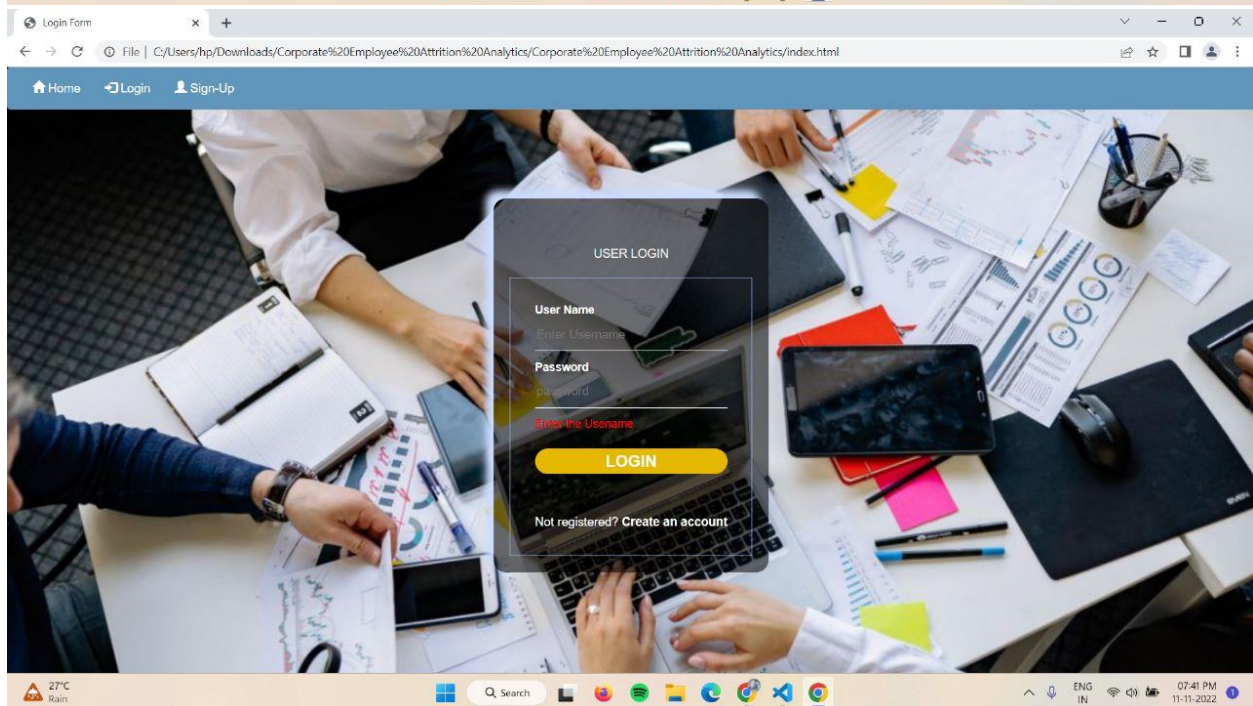 Login Form
File | C:/Users/hp/Downloads/Corporate%20Employee%20Attrition%20Analytics/Corporate%20Employee%20Attrition%20Analytics/index.html
Home Login Sign-Up
USER LOGIN
User Name
Enter Username
Password
password
Enter the Usename
LOGIN
Not registered? Create an account
27°C
Rain
Search
ENG
IN
07:41 PM
11-11-2022
1